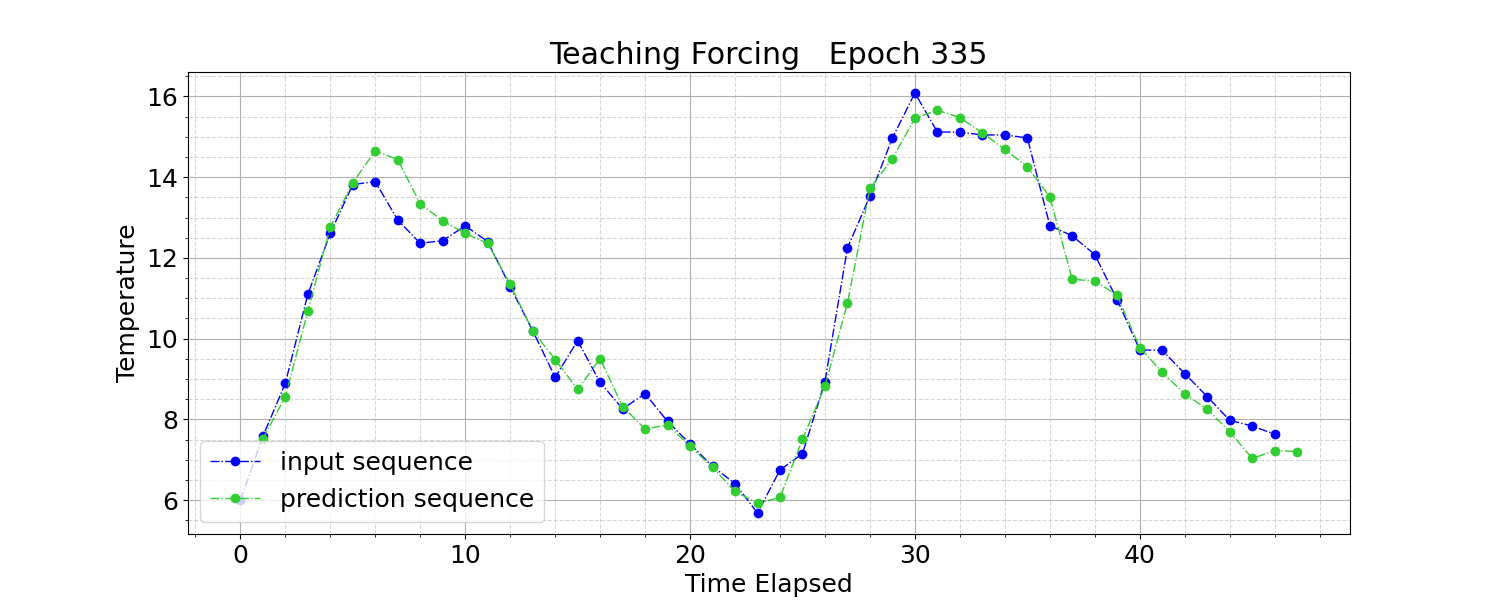 Teaching Forcing   Epoch 335
Temperature
16
14
12
10
8
6
input sequence
prediction sequence
0 10 20 30 40
Time Elapsed